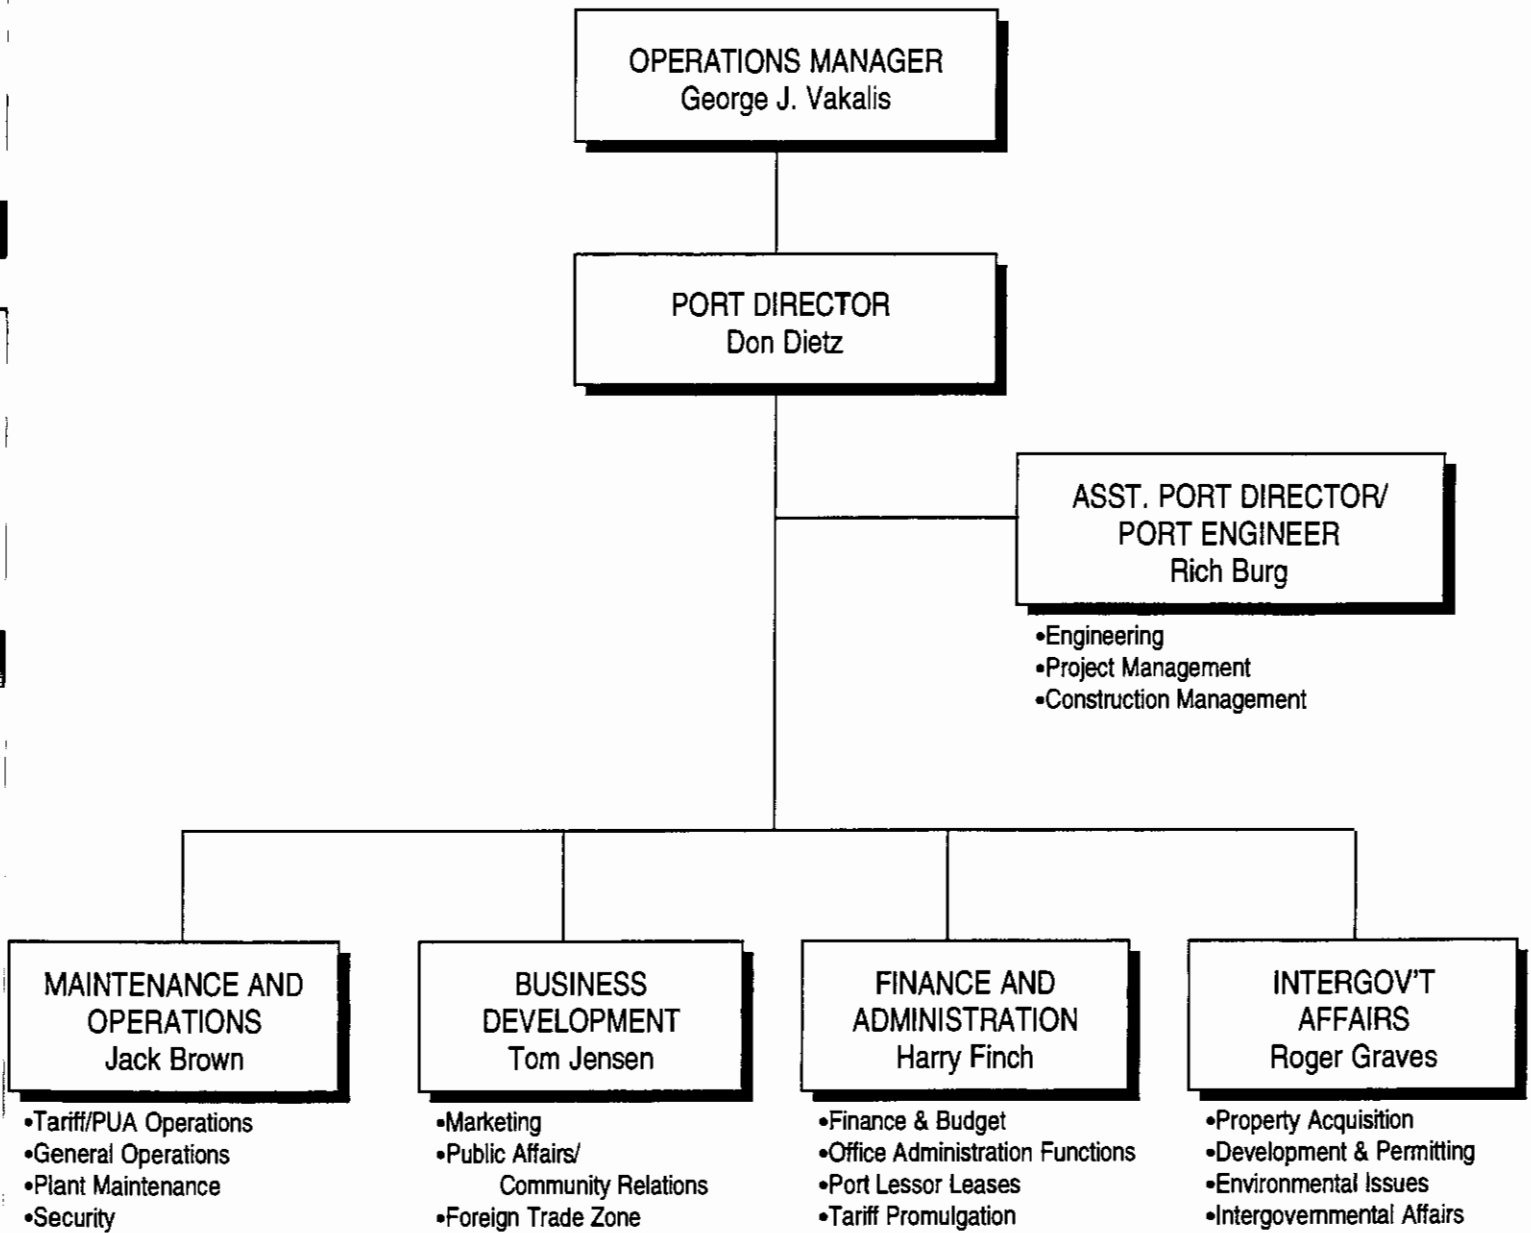 OPERATIONS MANAGER
George J. Vakalis
PORT DIRECTOR
Don Dietz
ASST. PORT DIRECTOR/
PORT ENGINEER
Rich Burg
•Engineering
•Project Management
•Construction Management
MAINTENANCE AND
OPERATIONS
Jack Brown
•Tariff/PUA Operations
•General Operations
•Plant Maintenance
•Security
BUSINESS
DEVELOPMENT
Tom Jensen
•Marketing
•Public Affairs/
Community Relations
•Foreign Trade Zone
FINANCE AND
ADMINISTRATION
Harry Finch
•Finance & Budget
•Office Administration Functions
•Port Lessor Leases
•Tariff Promulgation
INTERGOV'T
AFFAIRS
Roger Graves
•Property Acquisition
•Development & Permitting
•Environmental Issues
•Intergovernmental Affairs